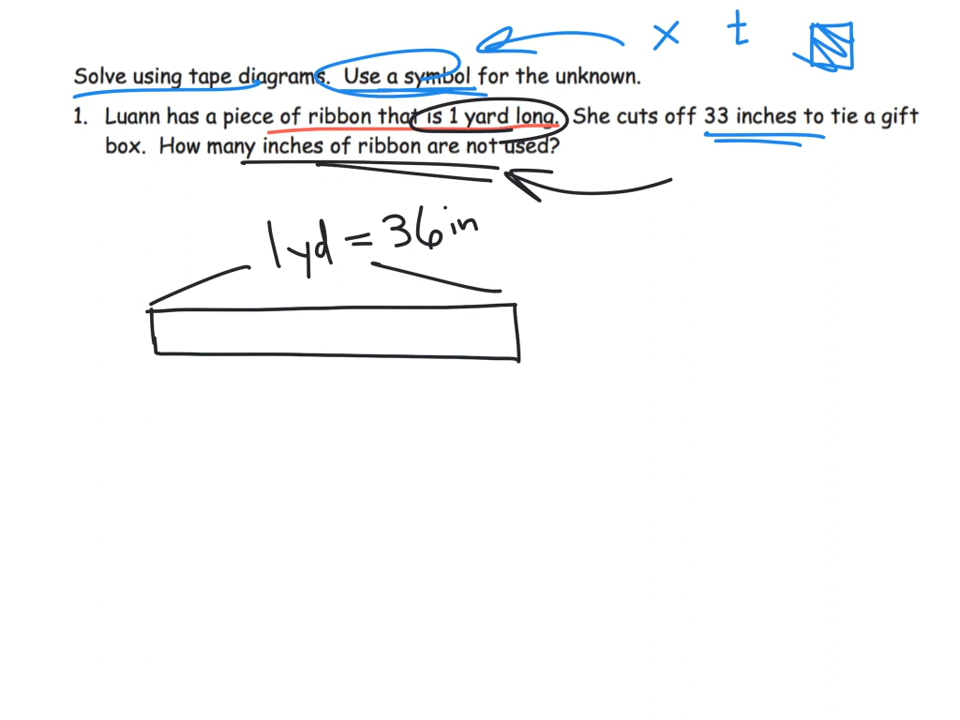 x t
Solve using tape diagrams. Use a symbol for the unknown.
1. Luann has a piece of ribbon that is 1 yard long. She cuts off 33 inches to tie a gift
box. How many inches of ribbon are not used?
1yd = 36 in